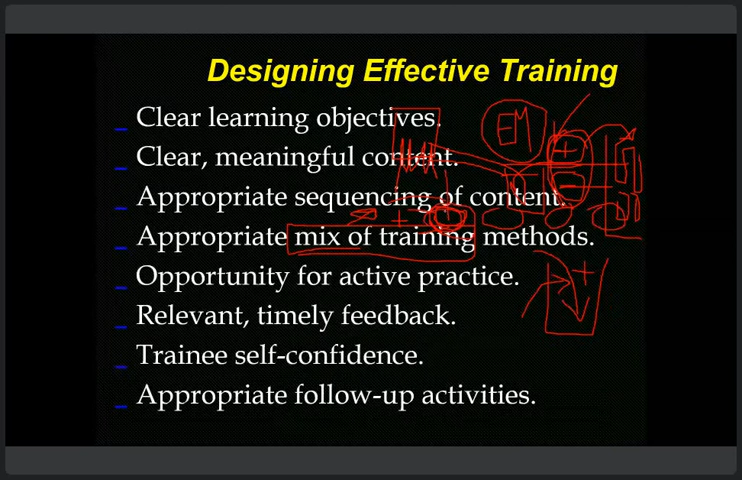 Designing Effective Training
_ Clear learning objectives.
_ Clear, meaningful content.
_ Appropriate sequencing of content.
_ Appropriate mix of training methods.
_ Opportunity for active practice.
_ Relevant, timely feedback.
_ Trainee self-confidence.
_ Appropriate follow-up activities.
EM
+
−
+
+